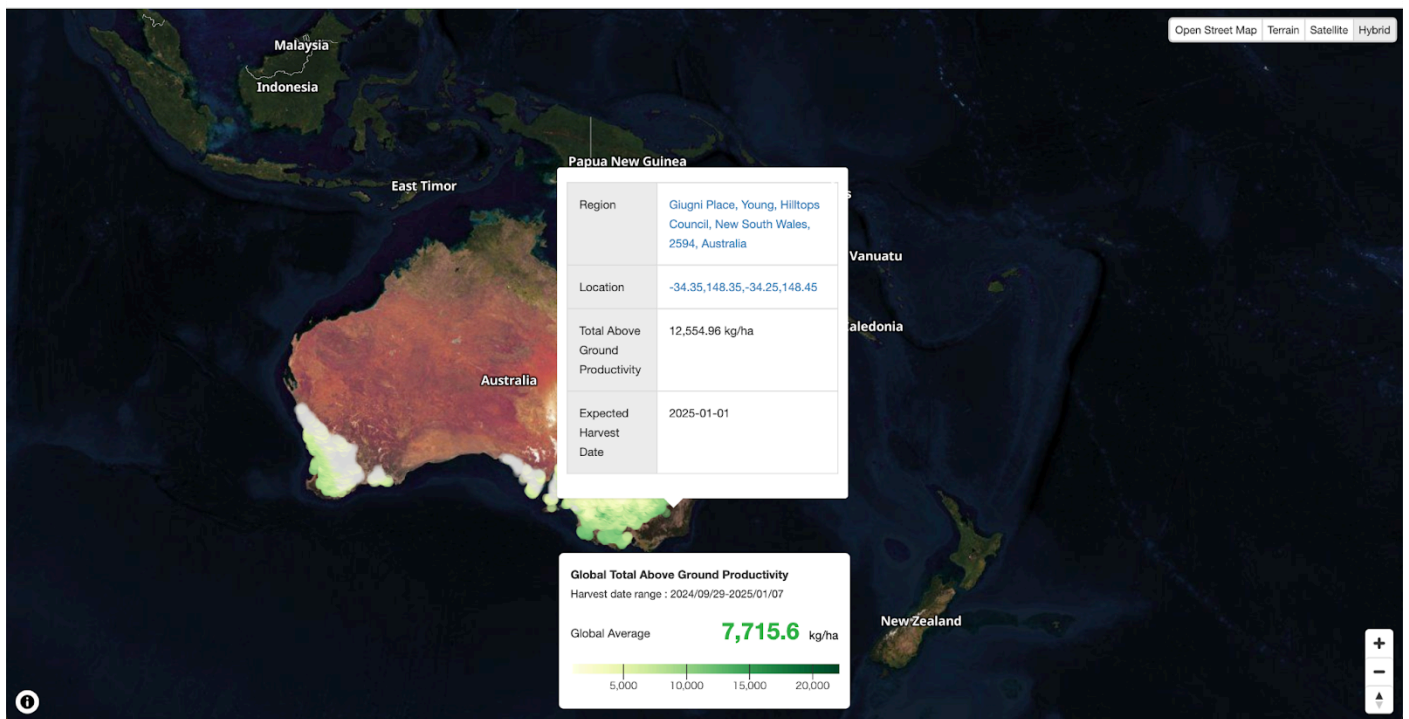 Open Street Map Terrain Satellite Hybrid
Malaysia
Indonesia
Papua New Guinea
East Timor
Region
Giugni Place, Young, Hilltops
Council, New South Wales,
2594, Australia
s
Vanuatu
Location
-34.35,148.35,-34.25,148.45
Total Above
Ground
Productivity
12,554.96 kg/ha
aledonia
Australia
Expected
Harvest
Date
2025-01-01
Global Total Above Ground Productivity
Harvest date range : 2024/09/29-2025/01/07
Global Average 7,715.6 kg/ha
5,000 10,000 15,000 20,000
New Zealand